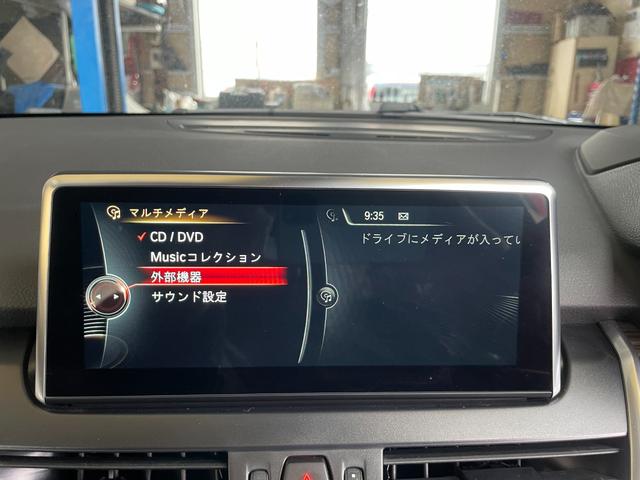 マルチメディア
CD / DVD
Musicコレクション
外部機器
サウンド設定
9:35
ドライブにメディアが入ってい